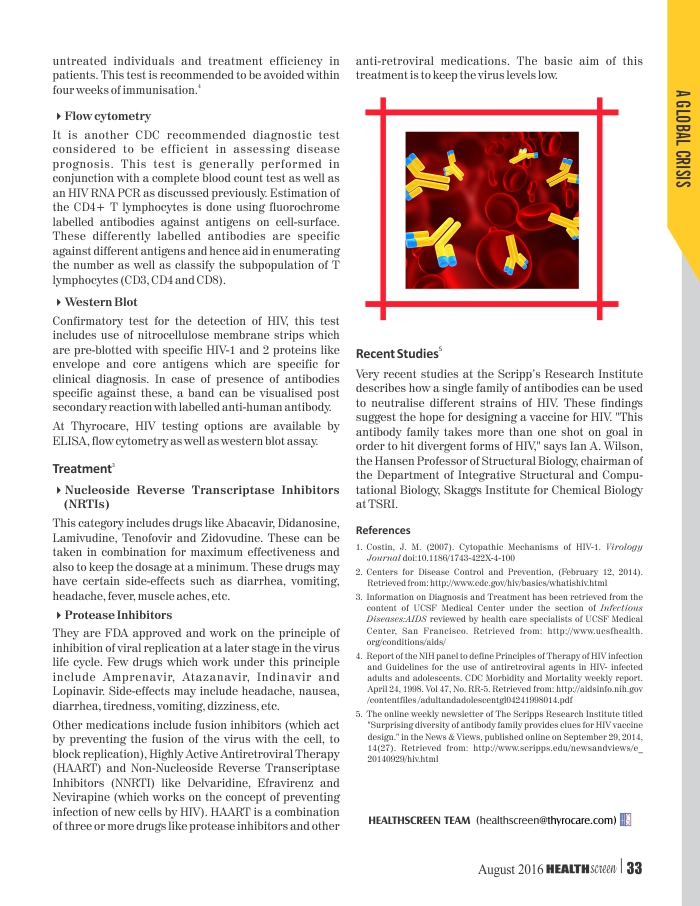 untreated individuals and treatment efficiency in
patients. This test is recommended to be avoided within
four weeks of immunisation.4
Flow cytometry
It is another CDC recommended diagnostic test
considered to be efficient in assessing disease
prognosis. This test is generally performed in
conjunction with a complete blood count test as well as
an HIV RNA PCR as discussed previously. Estimation of
the CD4+ T lymphocytes is done using fluorochrome
labelled antibodies against antigens on cell-surface.
These differently labelled antibodies are specific
against different antigens and hence aid in enumerating
the number as well as classify the subpopulation of T
lymphocytes (CD3, CD4 and CD8).
Western Blot
Confirmatory test for the detection of HIV, this test
includes use of nitrocellulose membrane strips which
are pre-blotted with specific HIV-1 and 2 proteins like
envelope and core antigens which are specific for
clinical diagnosis. In case of presence of antibodies
specific against these, a band can be visualised post
secondary reaction with labelled anti-human antibody.
At Thyrocare, HIV testing options are available by
ELISA, flow cytometry as well as western blot assay.
Treatment3
Nucleoside Reverse Transcriptase Inhibitors
(NRTIs)
This category includes drugs like Abacavir, Didanosine,
Lamivudine, Tenofovir and Zidovudine. These can be
taken in combination for maximum effectiveness and
also to keep the dosage at a minimum. These drugs may
have certain side-effects such as diarrhea, vomiting,
headache, fever, muscle aches, etc.
Protease Inhibitors
They are FDA approved and work on the principle of
inhibition of viral replication at a later stage in the virus
life cycle. Few drugs which work under this principle
include Amprenavir, Atazanavir, Indinavir and
Lopinavir. Side-effects may include headache, nausea,
diarrhea, tiredness, vomiting, dizziness, etc.
Other medications include fusion inhibitors (which act
by preventing the fusion of the virus with the cell, to
block replication), Highly Active Antiretroviral Therapy
(HAART) and Non-Nucleoside Reverse Transcriptase
Inhibitors (NNRTI) like Delvaridine, Efravirenz and
Nevirapine (which works on the concept of preventing
infection of new cells by HIV). HAART is a combination
of three or more drugs like protease inhibitors and other
anti-retroviral medications. The basic aim of this
treatment is to keep the virus levels low.
Recent Studies5
Very recent studies at the Scripp's Research Institute
describes how a single family of antibodies can be used
to neutralise different strains of HIV. These findings
suggest the hope for designing a vaccine for HIV. "This
antibody family takes more than one shot on goal in
order to hit divergent forms of HIV," says Ian A. Wilson,
the Hansen Professor of Structural Biology, chairman of
the Department of Integrative Structural and Compu-
tational Biology, Skaggs Institute for Chemical Biology
at TSRI.
References
1. Costin, J. M. (2007). Cytopathic Mechanisms of HIV-1. Virology
Journal doi:10.1186/1743-422X-4-100
2. Centers for Disease Control and Prevention, (February 12, 2014).
Retrieved from: http://www.cdc.gov/hiv/basics/whatishiv.html
3. Information on Diagnosis and Treatment has been retrieved from the
content of UCSF Medical Center under the section of Infectious
Diseases:AIDS reviewed by health care specialists of UCSF Medical
Center, San Francisco. Retrieved from: http://www.ucsfhealth.
org/conditions/aids/
4. Report of the NIH panel to define Principles of Therapy of HIV infection
and Guidelines for the use of antiretroviral agents in HIV- infected
adults and adolescents. CDC Morbidity and Mortality weekly report.
April 24, 1998. Vol 47, No. RR-5. Retrieved from: http://aidsinfo.nih.gov
/contentfiles/adultandadolescentgl04241998014.pdf
5. The online weekly newsletter of The Scripps Research Institute titled
"Surprising diversity of antibody family provides clues for HIV vaccine
design." in the News & Views, published online on September 29, 2014,
14(27). Retrieved from: http://www.scripps.edu/newsandviews/e_
20140929/hiv.html
HEALTHSCREEN TEAM (healthscreen@thyrocare.com)
A GLOBAL CRISIS
August 2016 HEALTHscreen 33